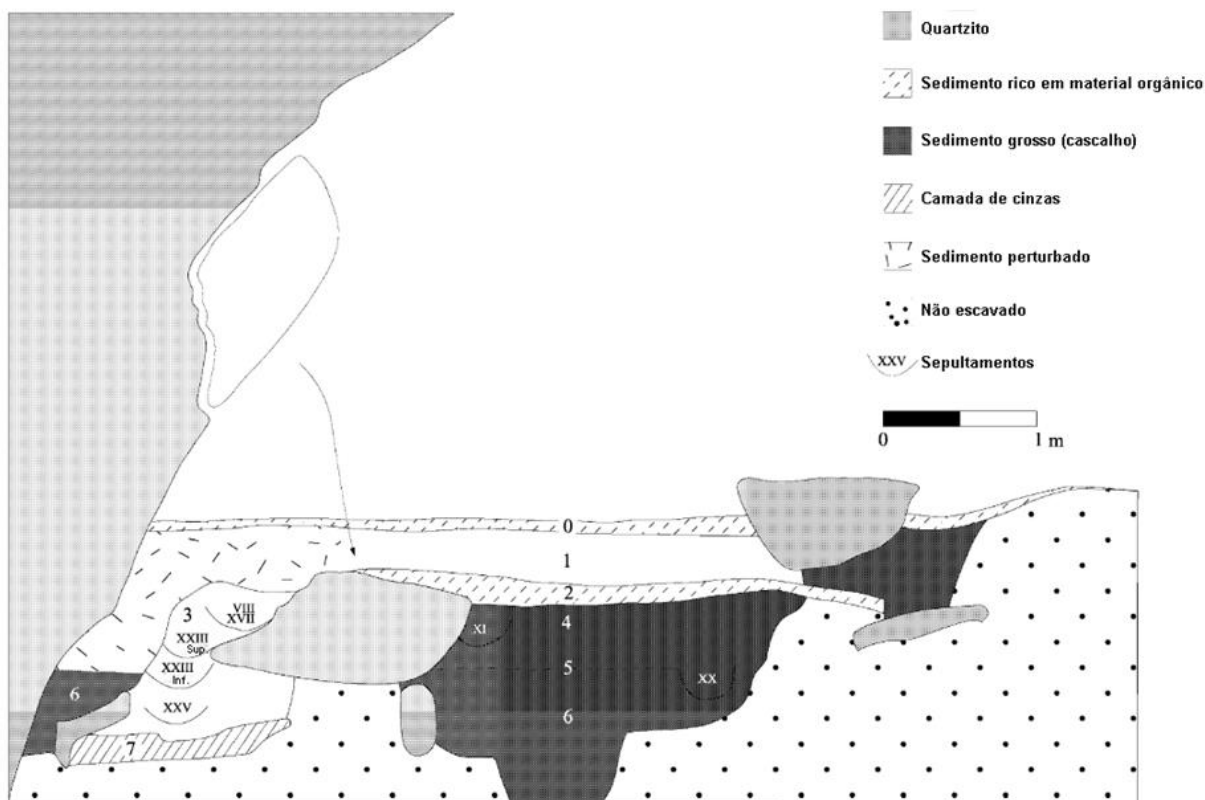 Quartzito
Sedimento rico em material orgânico
Sedimento grosso (cascalho)
Camada de cinzas
Sedimento perturbado
Não escavado
XXV Sepultamentos
0 1 m
0
1
2
3 VIII
XVII
4
XI
XXIII
Sup.
XXIII
Inf.
5
XX
6
XXV
6
7